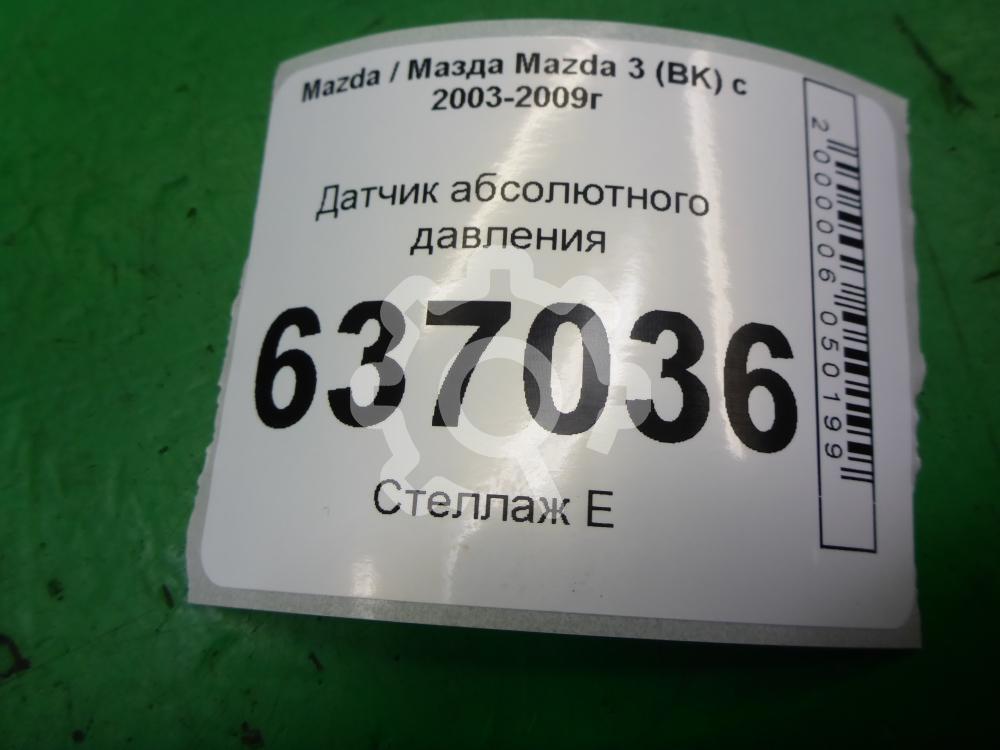 Mazda / Мазда Mazda 3 (BK) с
2003-2009г
Датчик абсолютного
давления
637036
Стеллаж Е
2000006050199